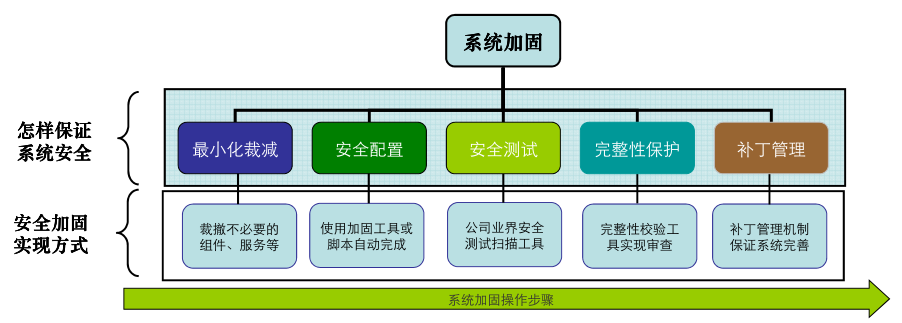 系统加固
怎样保证
系统安全
最小化裁减
安全配置
安全测试
完整性保护
补丁管理
安全加固
实现方式
裁撤不必要的
组件、服务等
使用加固工具或
脚本自动完成
公司业界安全
测试扫描工具
完整性校验工
具实现审查
补丁管理机制
保证系统完善
系统加固操作步骤